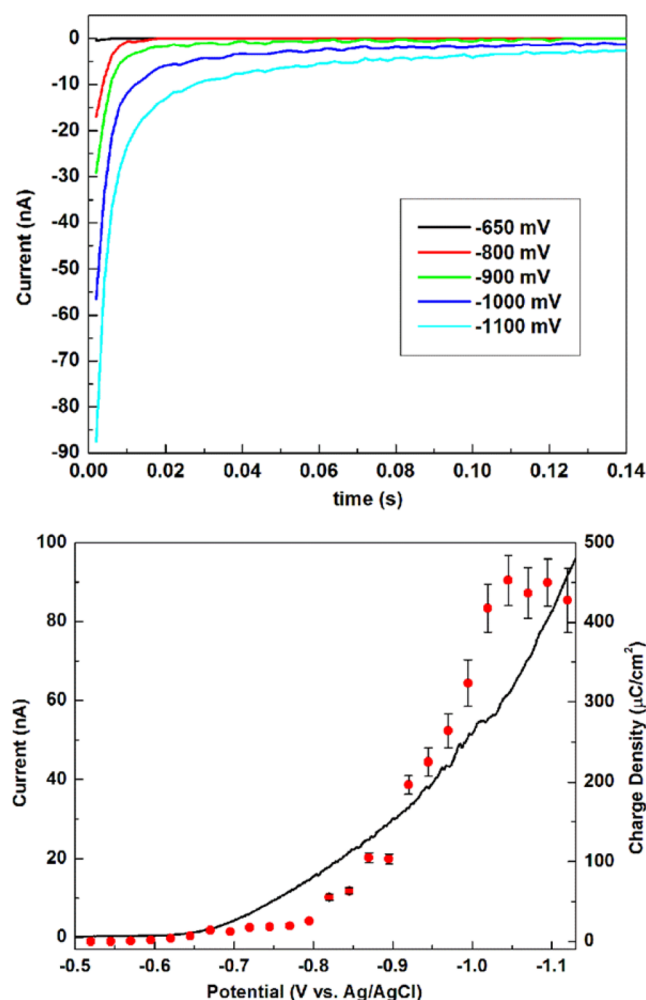 0
-10
-20
-30
-40
-50
-60
-70
-80
-90
Current (nA)
-650 mV
-800 mV
-900 mV
-1000 mV
-1100 mV
0.00 0.02 0.04 0.06 0.08 0.10 0.12 0.14
time (s)
100
80
60
40
20
0
Current (nA)
500
400
300
200
100
0
Charge Density (μC/cm²)
-0.5 -0.6 -0.7 -0.8 -0.9 -1.0 -1.1
Potential (V vs. Ag/AgCl)